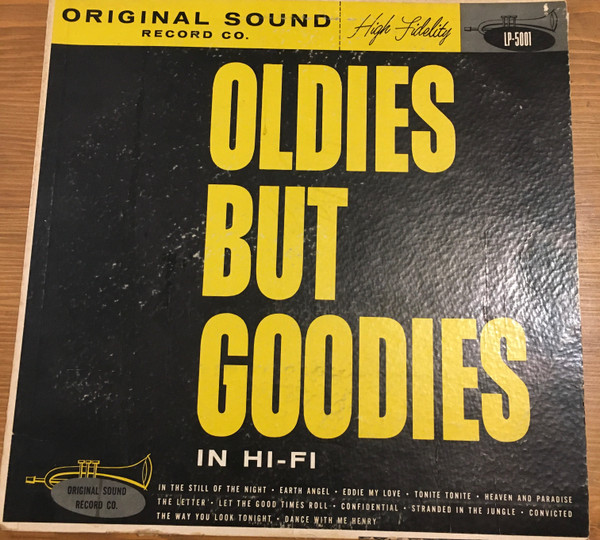 ORIGINAL SOUND
RECORD CO.
High Fidelity
LP-5001
OLDIES
BUT
GOODIES
IN HI-FI
ORIGINAL SOUND
RECORD CO.
IN THE STILL OF THE NIGHT • EARTH ANGEL • EDDIE MY LOVE • TONITE TONITE • HEAVEN AND PARADISE
THE LETTER • LET THE GOOD TIMES ROLL • CONFIDENTIAL • STRANDED IN THE JUNGLE • CONVICTED
THE WAY YOU LOOK TONIGHT • DANCE WITH ME HENRY